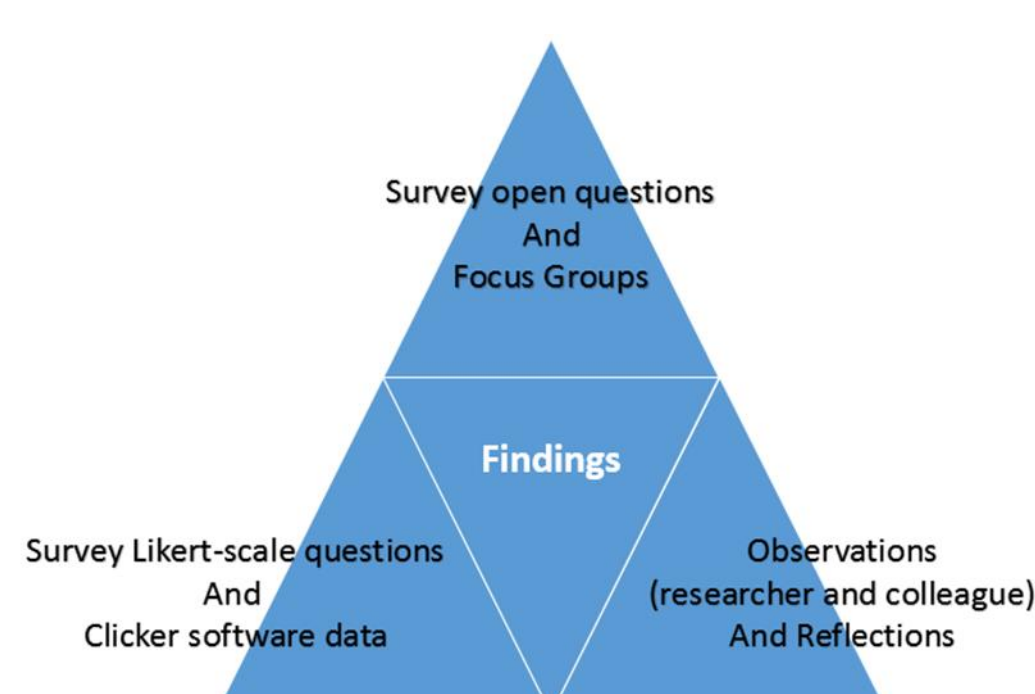 Survey open questions
And
Focus Groups
Findings
Survey Likert-scale questions
And
Clicker software data
Observations
(researcher and colleague)
And Reflections